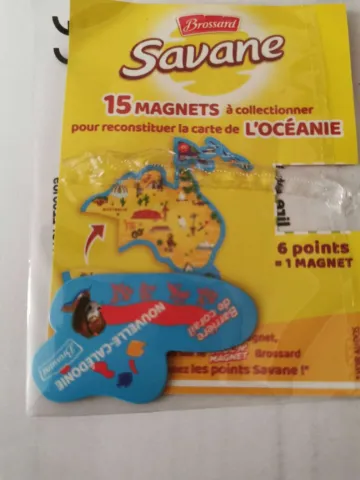 Brossard
Savane
15 MAGNETS à collectionner
pour reconstituer la carte de L'OCÉANIE
6 points
= 1 MAGNET
Barrière
de corail
NOUVELLE-CALÉDONIE
Brossard
MAGNET Brossard
les points Savane !"